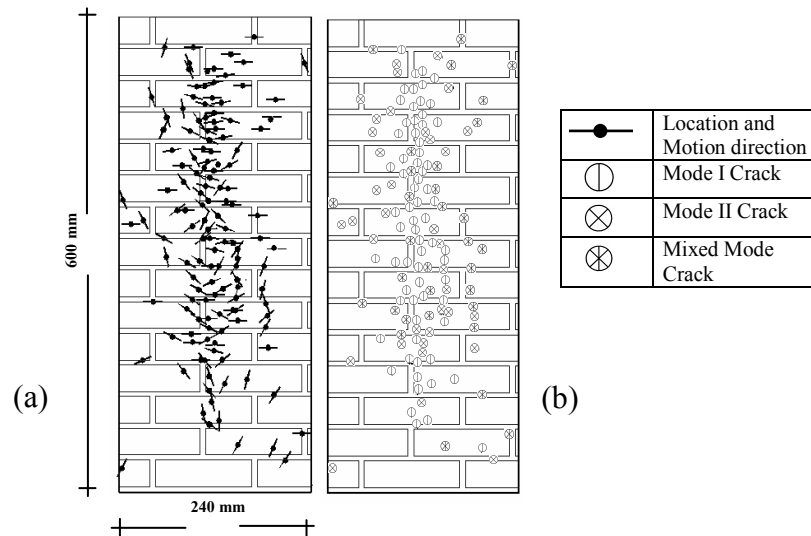 600 mm
240 mm
(a)
(b)
Location and
Motion direction
Mode I Crack
Mode II Crack
Mixed Mode
Crack